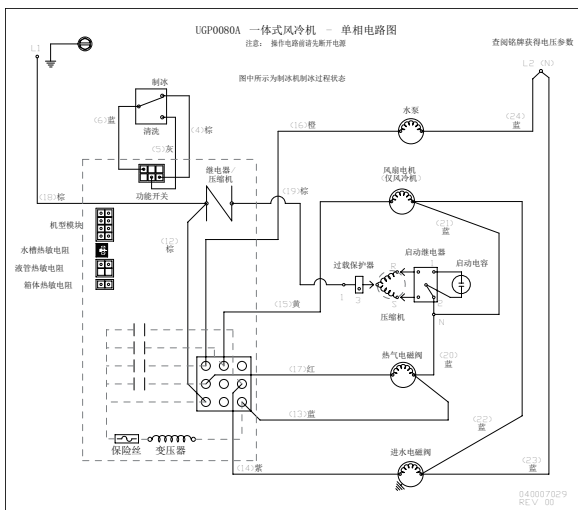 UGP0080A 一体式风冷机 - 单相电路图
注意: 操作电路前请先断开电源
查阅铭牌获得电压参数
L1
L2 (N)
图中所示为制冰机制冰过程状态
制冰
清洗
(6)蓝
(4)棕
(5)灰
功能开关
(16)橙
水泵
(24)
蓝
继电器/
压缩机
风扇电机
(仅风冷机)
(18)棕
(19)棕
(21)
蓝
机型模块
(12)
棕
水槽热敏电阻
液管热敏电阻
箱体热敏电阻
过载保护器
启动继电器
启动电容
R
S
1
2
1
3
N
压缩机
(15)黄
热气电磁阀
(20)
蓝
(17)红
(13)蓝
(22)
蓝
保险丝
变压器
(14)紫
进水电磁阀
(23)
蓝
040007029
REV 00